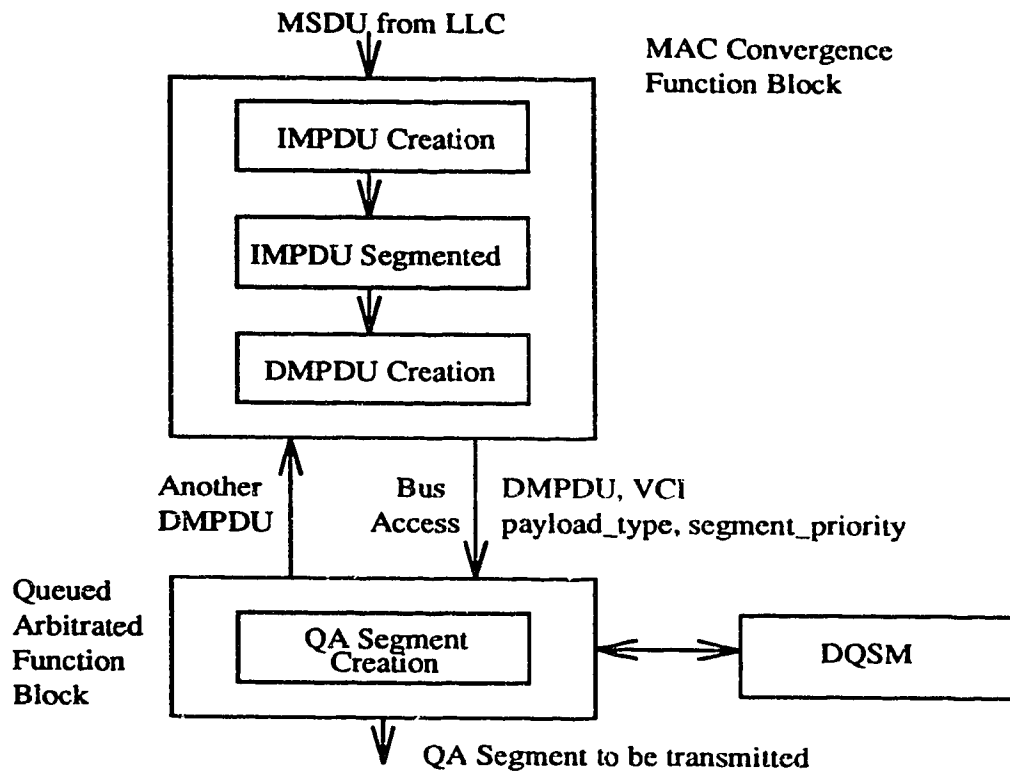 MSDU from LLC
MAC Convergence
Function Block
IMPDU Creation
IMPDU Segmented
DMPDU Creation
Another
DMPDU
Bus
Access
DMPDU, VCI
payload_type, segment_priority
Queued
Arbitrated
Function
Block
QA Segment
Creation
DQSM
QA Segment to be transmitted